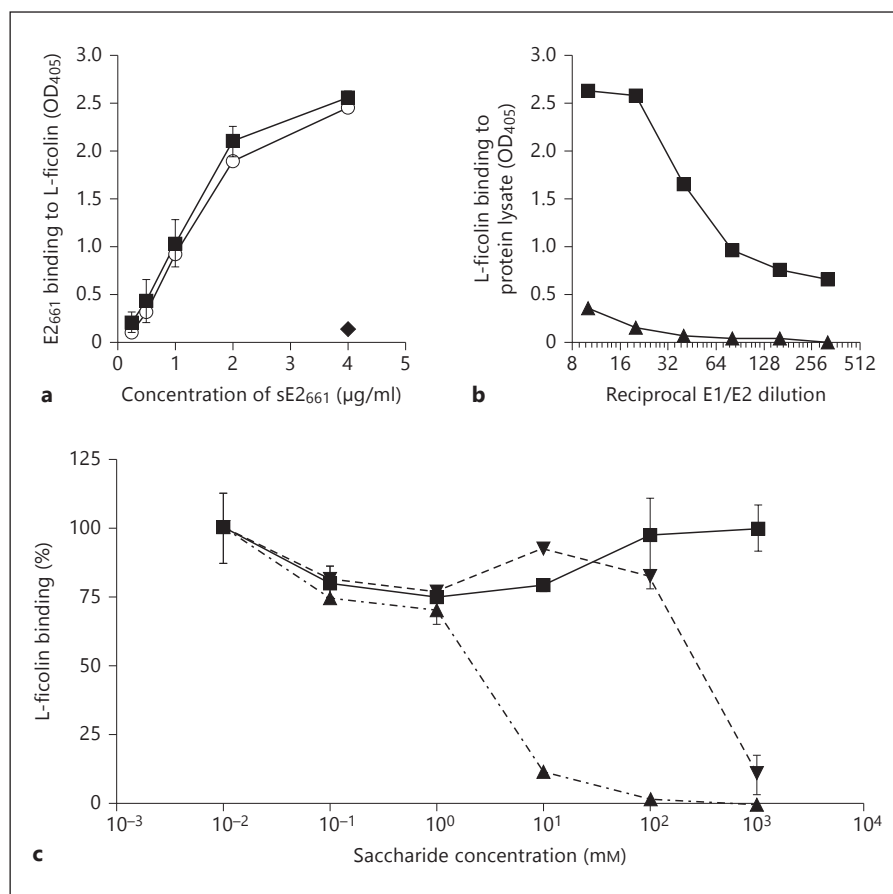 3.0
2.5
2.0
1.5
1.0
0.5
0
0 1 2 3 4 5
E2661 binding to L-ficolin (OD405)
Concentration of sE2661 (µg/ml)
a
3.0
2.5
2.0
1.5
1.0
0.5
0
8 16 32 64 128 256 512
L-ficolin binding to
protein lysate (OD405)
Reciprocal E1/E2 dilution
b
125
100
75
50
25
0
10–3 10–2 10–1 100 101 102 103 104
L-ficolin binding (%)
Saccharide concentration (mM)
c